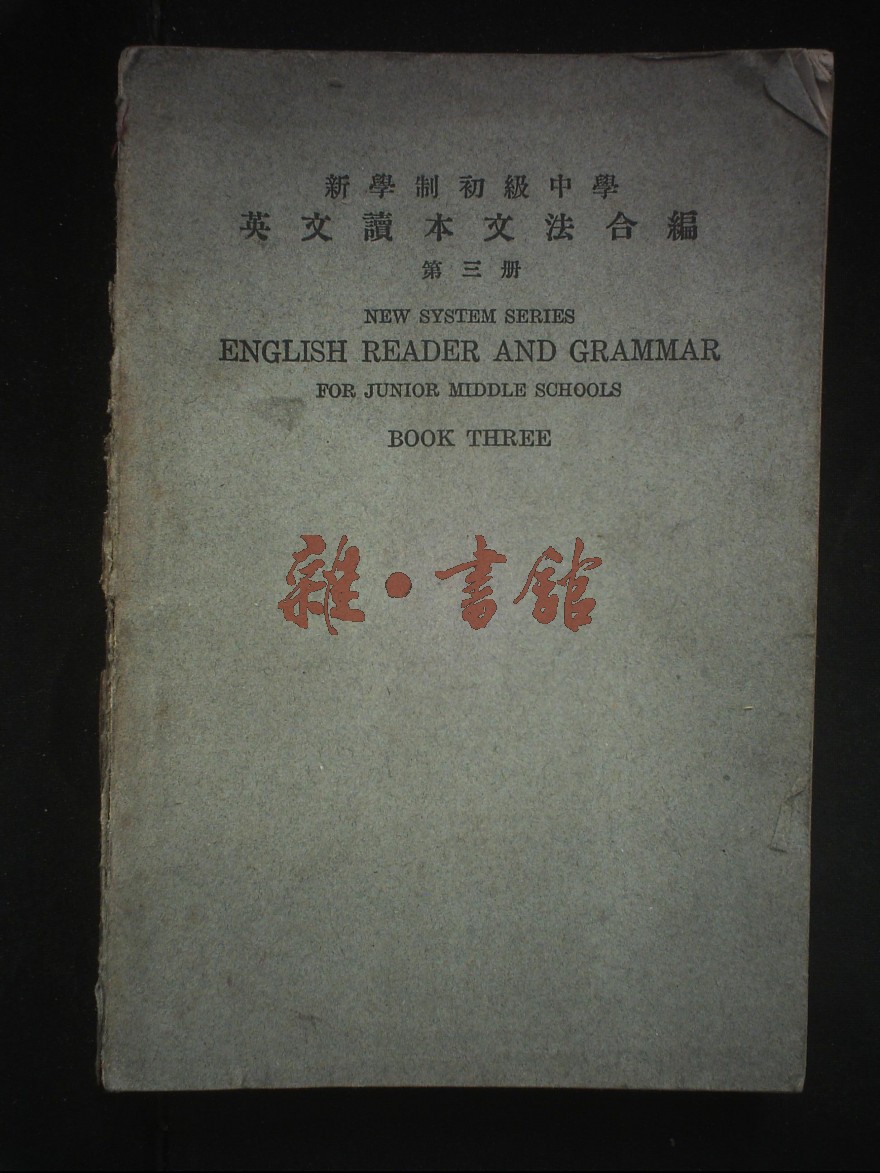 新學制初級中學
英文讀本文法合編
第三册
NEW SYSTEM SERIES
ENGLISH READER AND GRAMMAR
FOR JUNIOR MIDDLE SCHOOLS
BOOK THREE
雜·書館